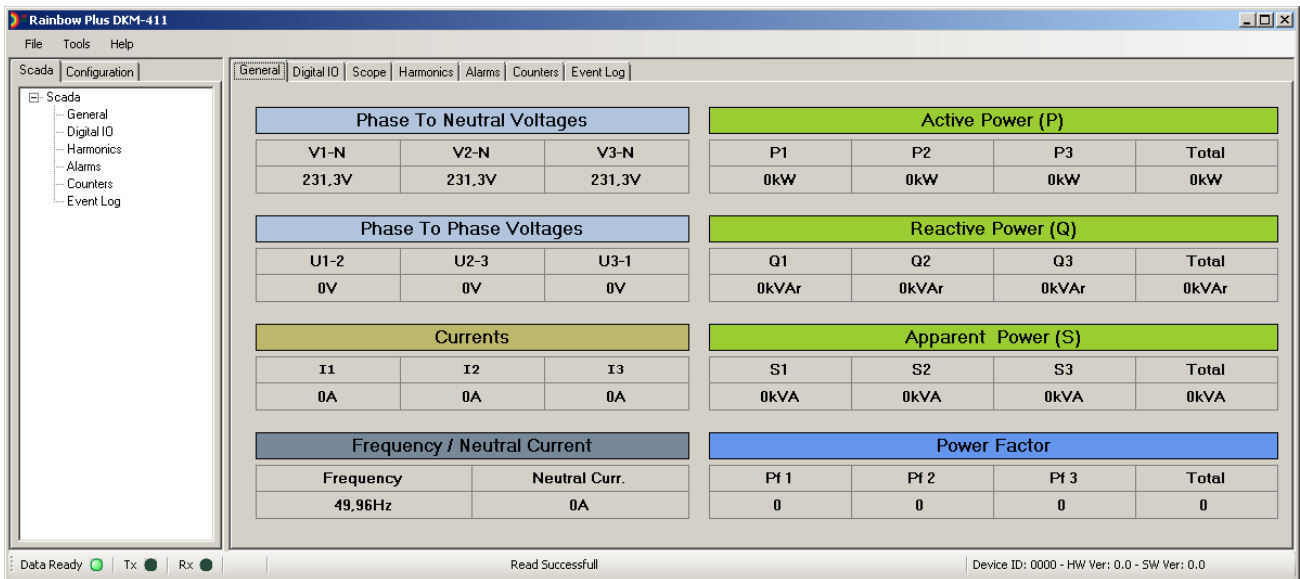 Rainbow Plus DKM-411
File Tools Help
Scada Configuration
General Digital IO Scope Harmonics Alarms Counters Event Log
Scada
General
Digital IO
Harmonics
Alarms
Counters
Event Log
Phase To Neutral Voltages
V1-N V2-N V3-N
231,3V 231,3V 231,3V
Phase To Phase Voltages
U1-2 U2-3 U3-1
0V 0V 0V
Currents
I1 I2 I3
0A 0A 0A
Frequency / Neutral Current
Frequency Neutral Curr.
49,96Hz 0A
Active Power (P)
P1 P2 P3 Total
0kW 0kW 0kW 0kW
Reactive Power (Q)
Q1 Q2 Q3 Total
0kVAr 0kVAr 0kVAr 0kVAr
Apparent Power (S)
S1 S2 S3 Total
0kVA 0kVA 0kVA 0kVA
Power Factor
Pf 1 Pf 2 Pf 3 Total
0 0 0 0
Data Ready Tx Rx Read Successfull Device ID: 0000 - HW Ver: 0.0 - SW Ver: 0.0